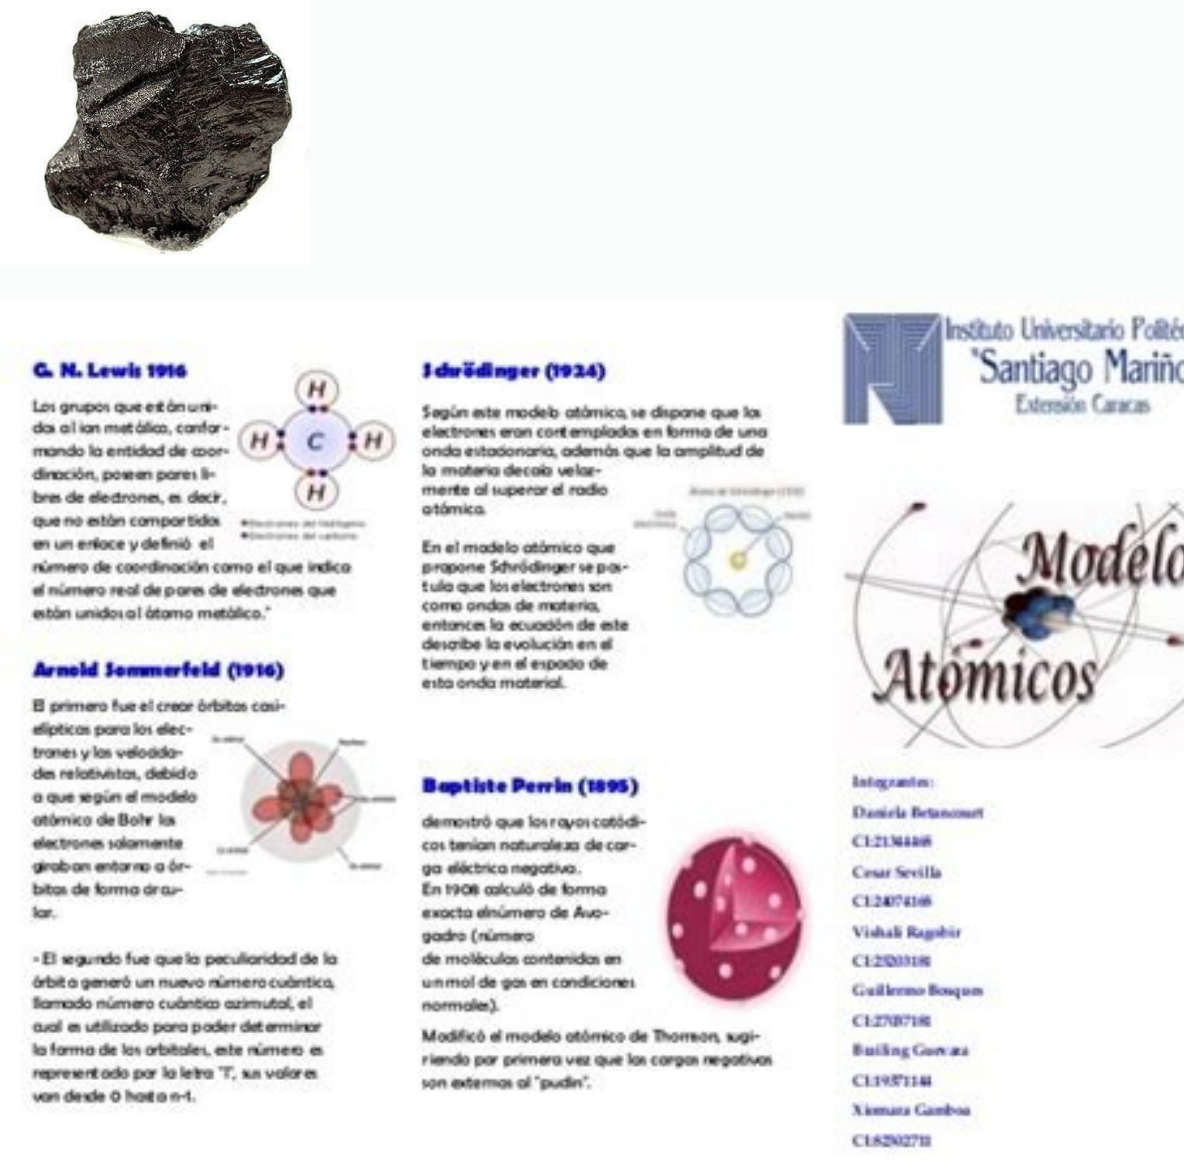 G. N. Lewis 1916
Los grupos que están uni-
dos al ion metálico, confor-
mando la entidad de coor-
dinación, poseen pares li-
bres de electrones, es decir,
que no están compartidos
en un enlace y definió el
número de coordinación como el que indica
el número real de pares de electrones que
están unidos al átomo metálico."
H
H C H
H
Electrones del hidrógeno
Electrones del carbono
Arnold Sommerfeld (1916)
El primero fue el crear órbitas casi-
elípticas para los elec-
trones y las velocida-
des relativistas, debido
a que según el modelo
atómico de Bohr los
electrones solamente
giraban entorno a ór-
bitas de forma circu-
lar.
- El segundo fue que la peculiaridad de la
órbita generó un nuevo número cuántico,
llamado número cuántico azimutal, el
cual es utilizado para poder determinar
la forma de los orbitales, este número es
representado por la letra "l", sus valores
van desde 0 hasta n-1.
Schrödinger (1924)
Según este modelo atómico, se dispone que los
electrones eran contemplados en forma de una
onda estacionaria, además que la amplitud de
la materia decaía veloz-
mente al superar el radio
atómico.
En el modelo atómico que
propone Schrödinger se pos-
tula que los electrones son
como ondas de materia,
entonces la ecuación de este
describe la evolución en el
tiempo y en el espacio de
esta onda material.
Baptiste Perrin (1895)
demostró que los rayos catódi-
cos tenían naturaleza de car-
ga eléctrica negativa.
En 1908 calculó de forma
exacta elnúmero de Avo-
gadro (número
de moléculas contenidas en
un mol de gas en condiciones
normales).
Modificó el modelo atómico de Thomson, sugi-
riendo por primera vez que las cargas negativas
son externas al "pudin".
Instituto Universitario Polité
"Santiago Mariño
Extensión Caracas
Modelo
Atómicos
Integrantes:
Daniela Betancourt
Cesar Sevilla
Vishali Ragobir
Guillermo Bosques
Guevara
Xiomara Gamboa